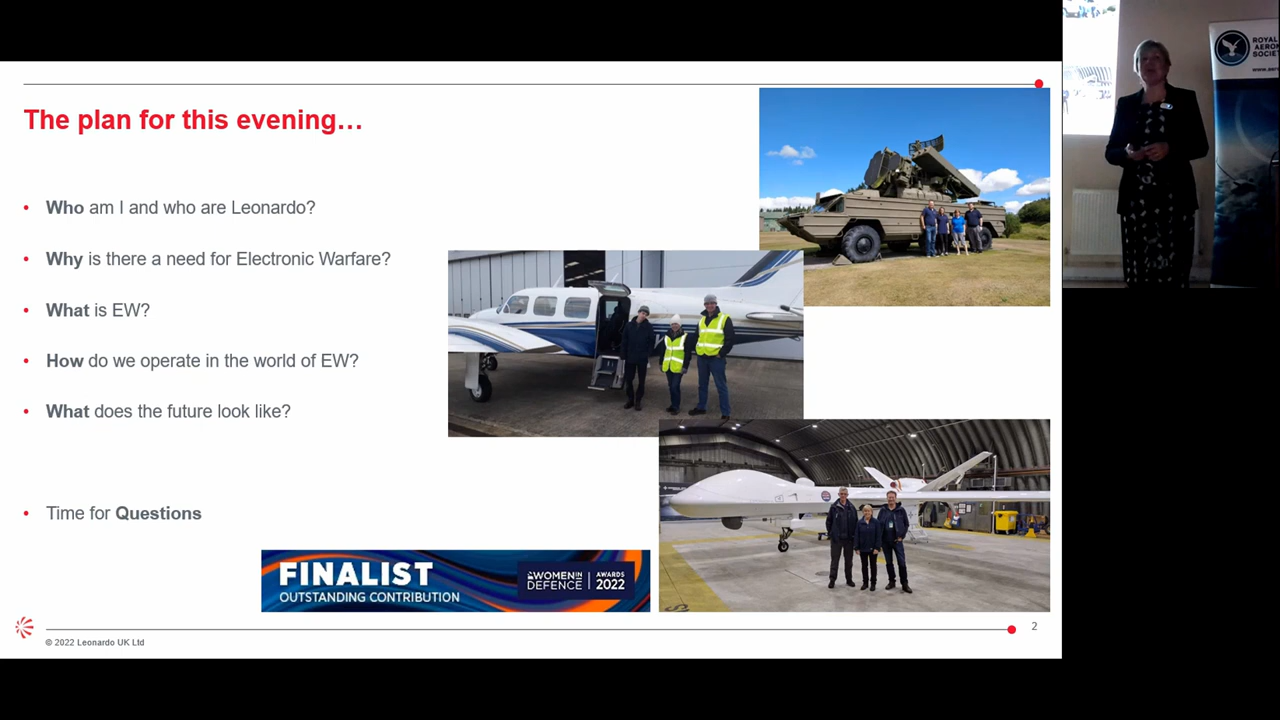 The plan for this evening…
• Who am I and who are Leonardo?
• Why is there a need for Electronic Warfare?
• What is EW?
• How do we operate in the world of EW?
• What does the future look like?
• Time for Questions
FINALIST
OUTSTANDING CONTRIBUTION
WOMEN IN
DEFENCE
AWARDS
2022
© 2022 Leonardo UK Ltd
2
ROYAL
SOCIETY